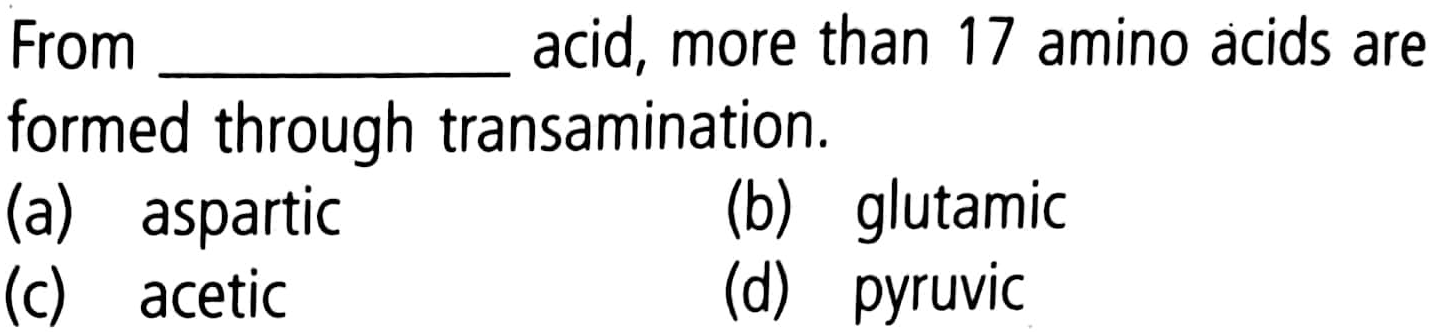 From ____________ acid, more than 17 amino acids are
formed through transamination.
(a) aspartic (b) glutamic
(c) acetic (d) pyruvic